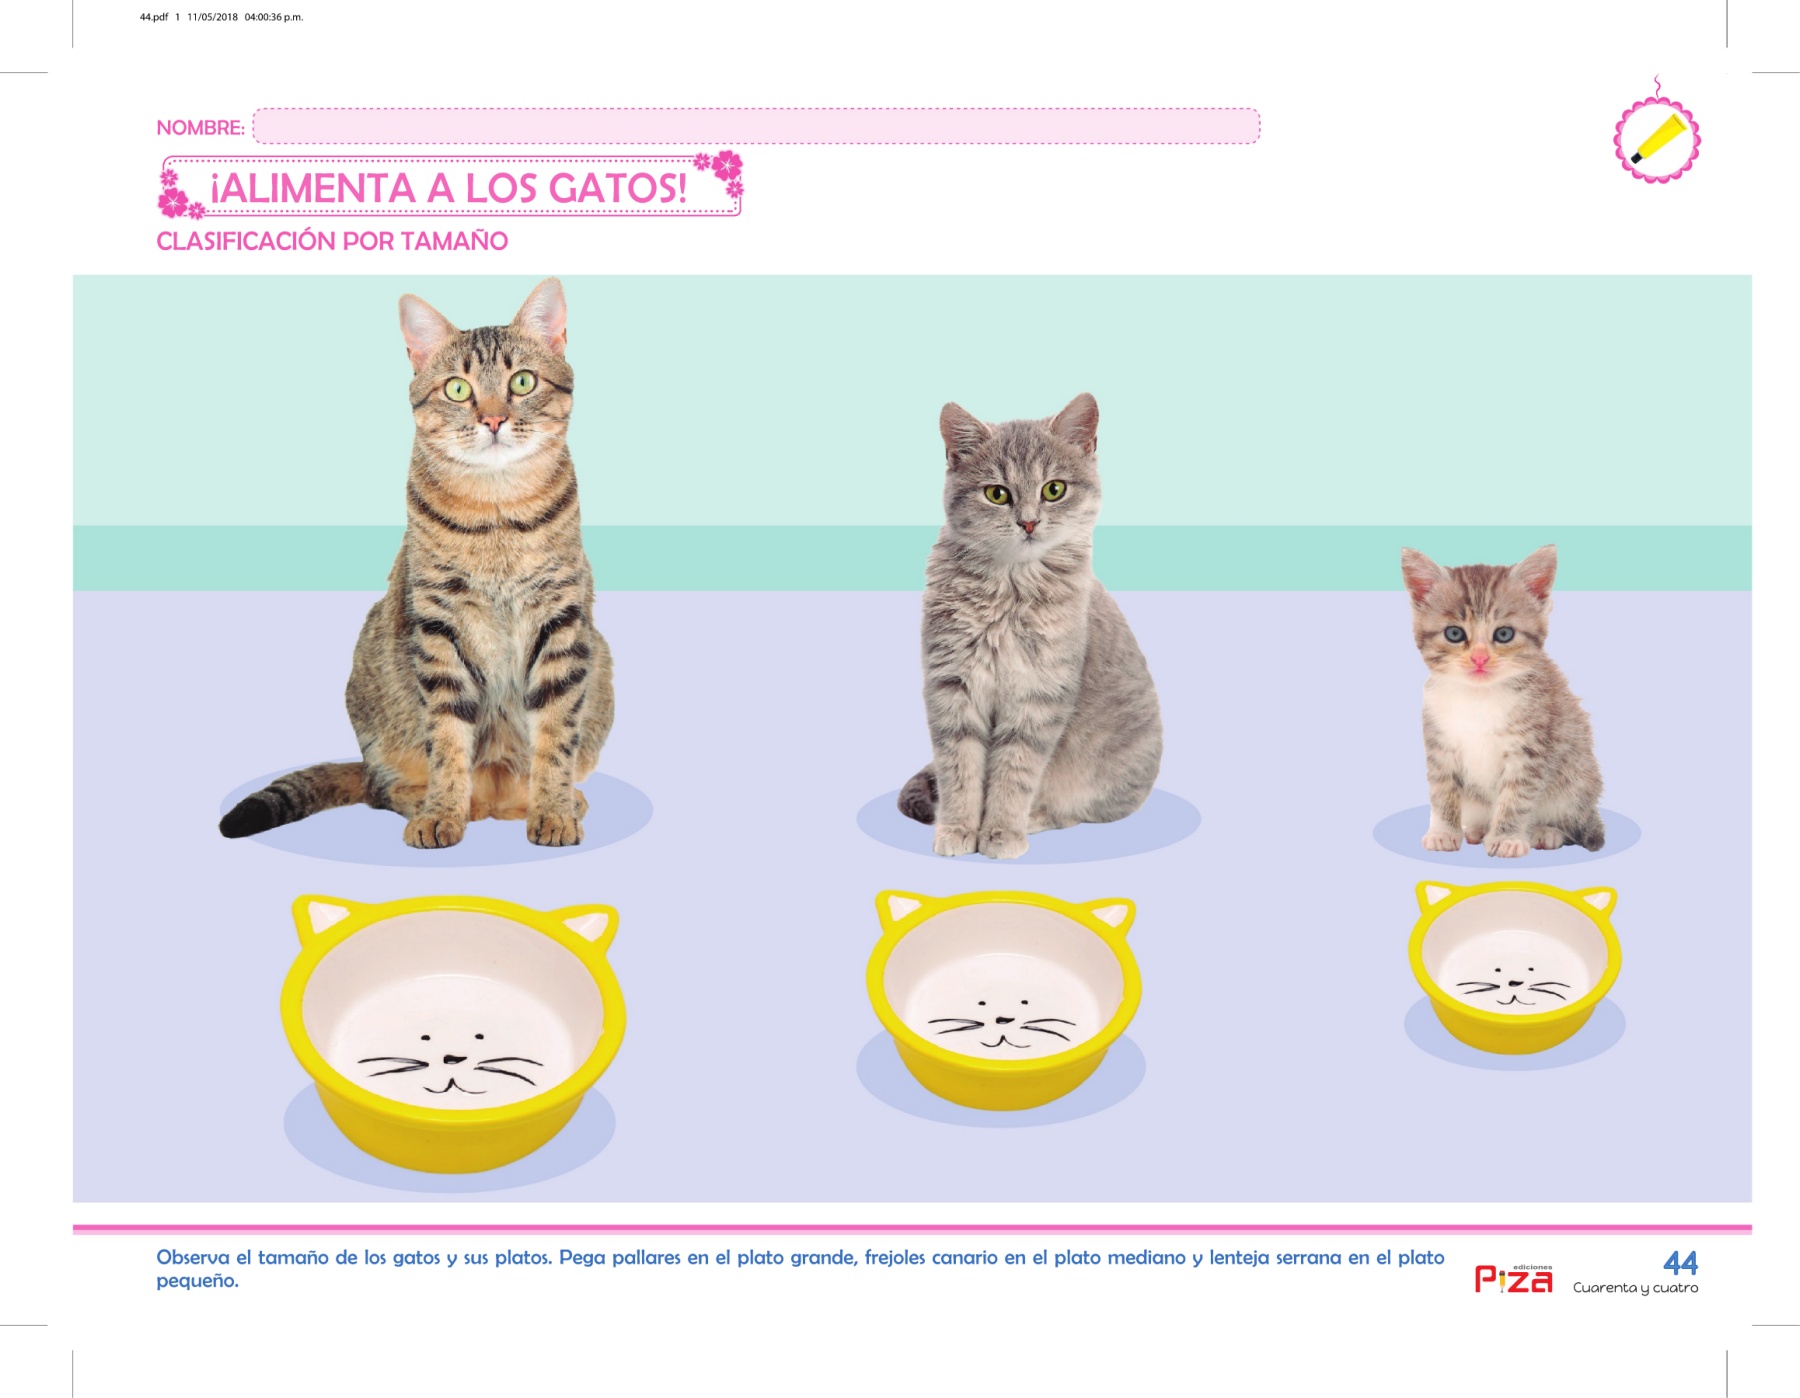 44.pdf 1 11/05/2018 04:00:36 p.m.
NOMBRE:
¡ALIMENTA A LOS GATOS!
CLASIFICACIÓN POR TAMAÑO
Observa el tamaño de los gatos y sus platos. Pega pallares en el plato grande, frejoles canario en el plato mediano y lenteja serrana en el plato
pequeño.
ediciones
Piza
44
Cuarenta y cuatro